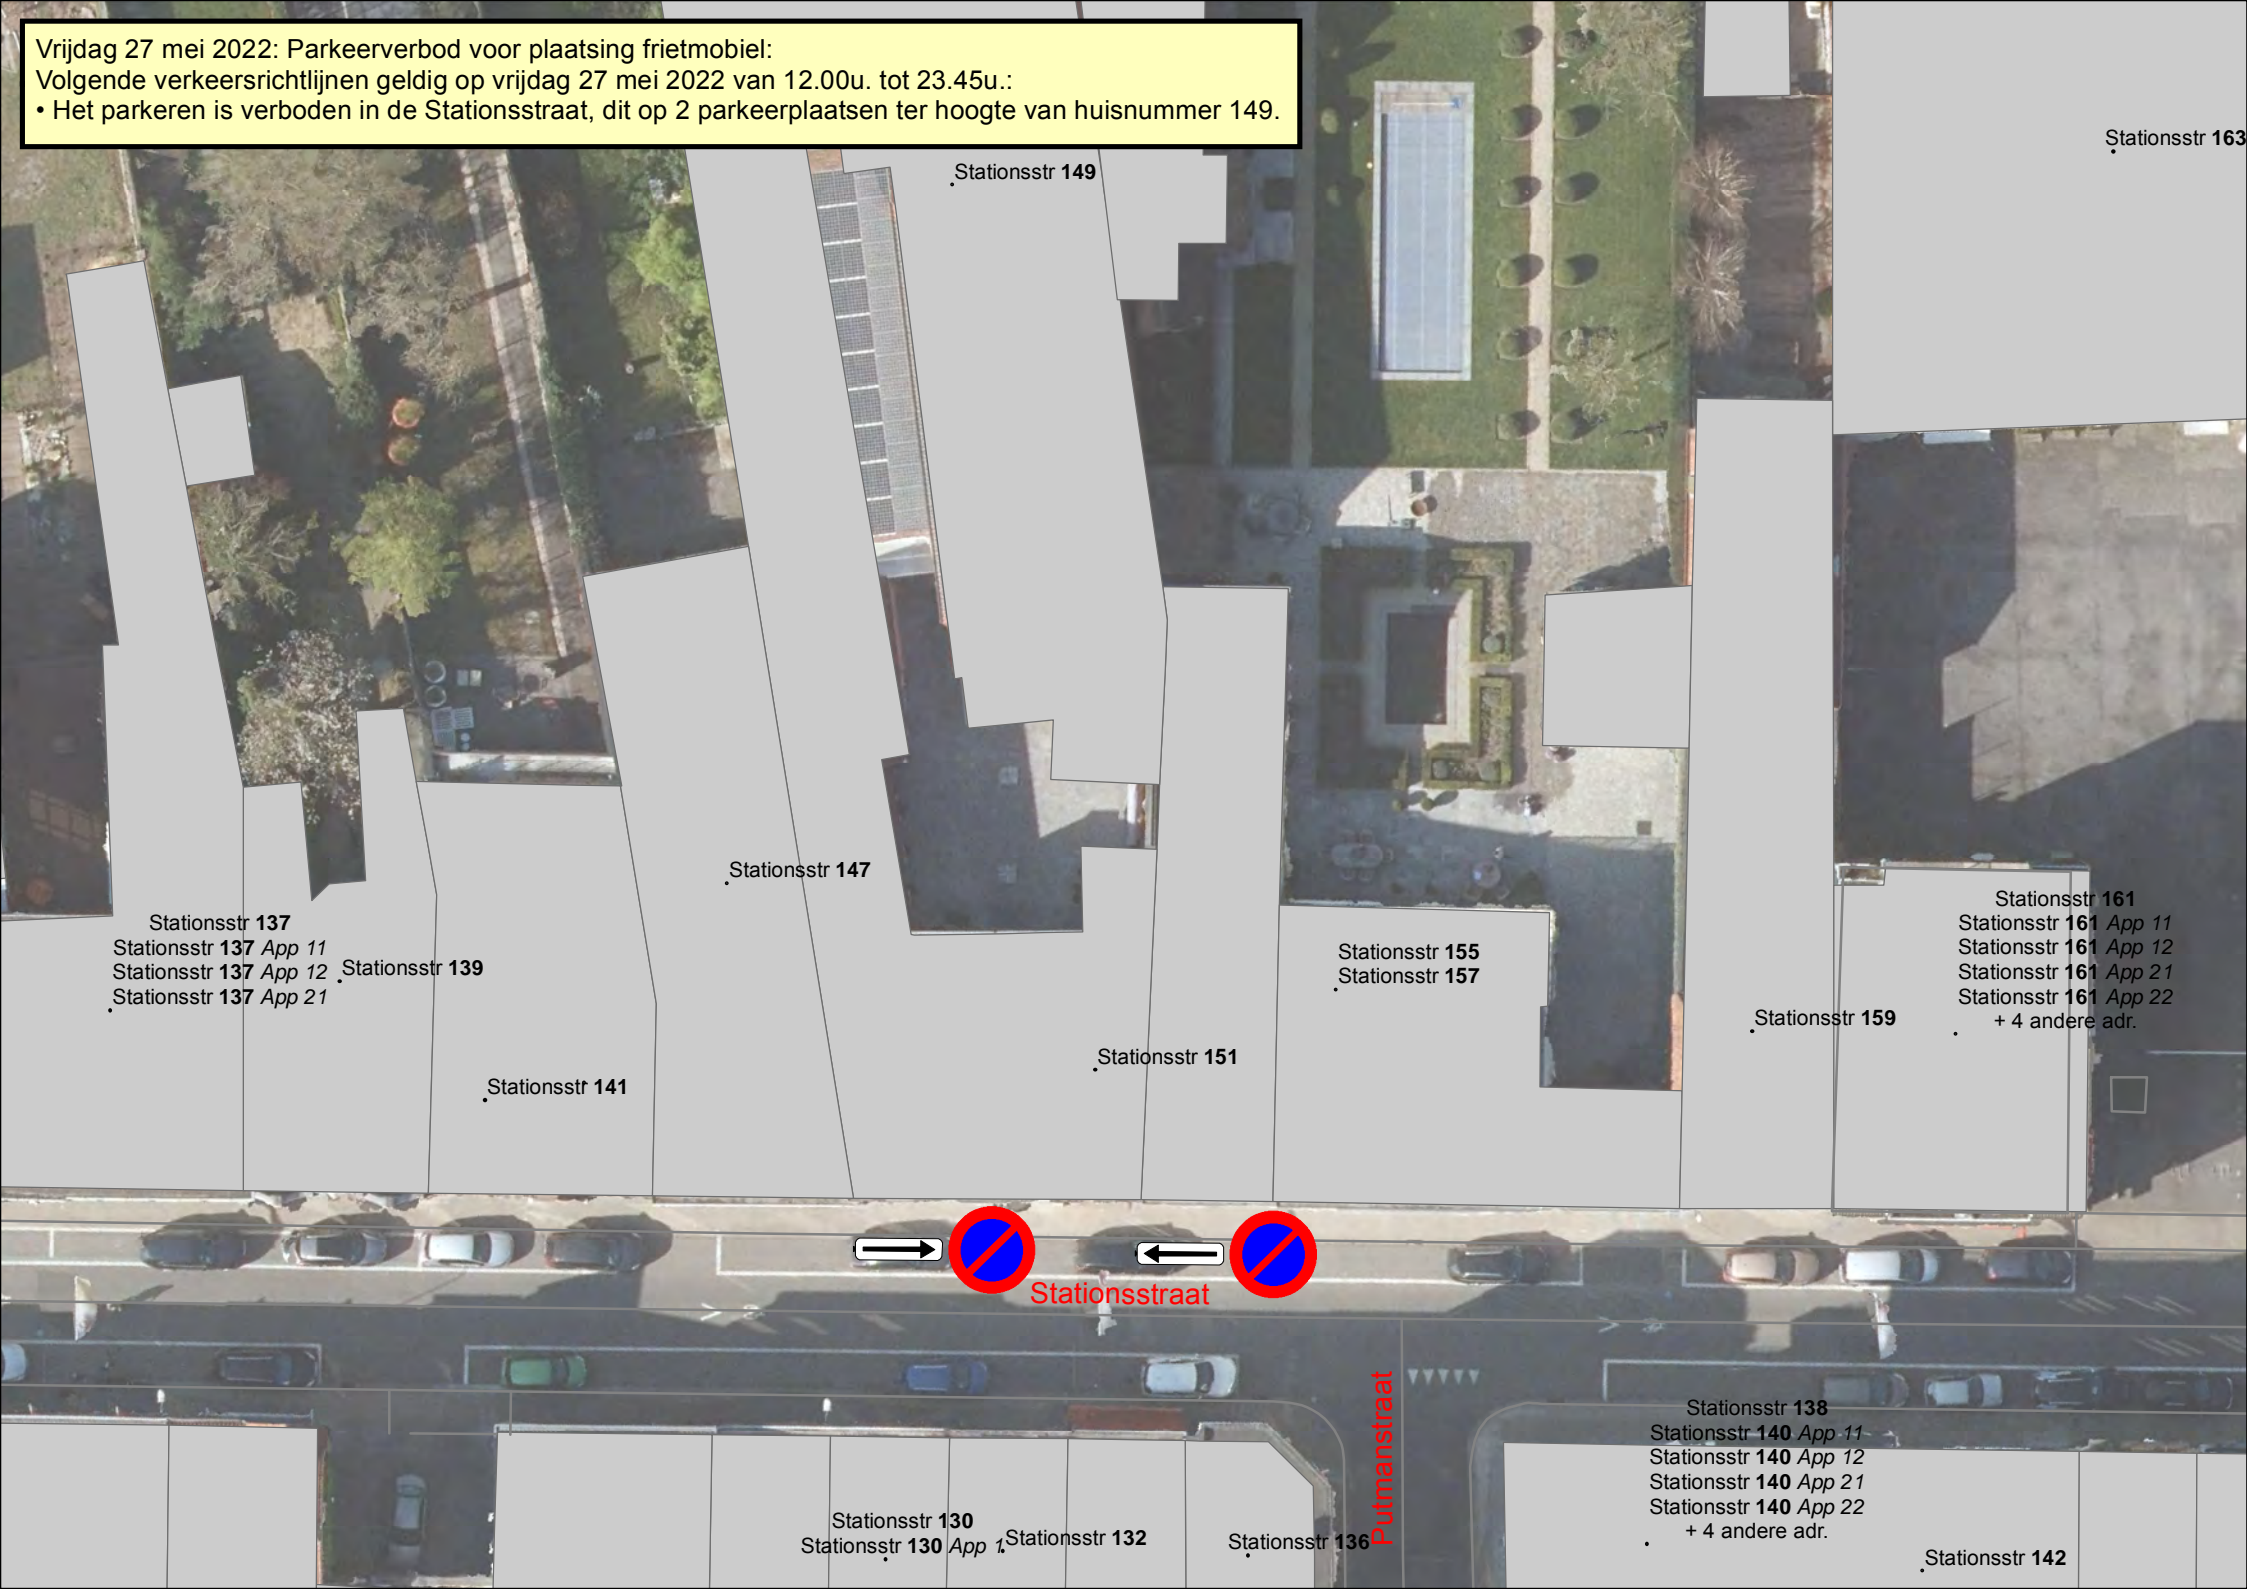 Vrijdag 27 mei 2022: Parkeerverbod voor plaatsing frietmobiel:
Volgende verkeersrichtlijnen geldig op vrijdag 27 mei 2022 van 12.00u. tot 23.45u.:
• Het parkeren is verboden in de Stationsstraat, dit op 2 parkeerplaatsen ter hoogte van huisnummer 149.
Stationsstr 163
Stationsstr 149
Stationsstr 147
Stationsstr 137
Stationsstr 137 App 11
Stationsstr 137 App 12
Stationsstr 137 App 21
Stationsstr 139
Stationsstr 141
Stationsstr 151
Stationsstr 155
Stationsstr 157
Stationsstr 159
Stationsstr 161
Stationsstr 161 App 11
Stationsstr 161 App 12
Stationsstr 161 App 21
Stationsstr 161 App 22
+ 4 andere adr.
Stationsstraat
Putmanstraat
Stationsstr 130
Stationsstr 130 App 1
Stationsstr 132
Stationsstr 136
Stationsstr 138
Stationsstr 140 App 11
Stationsstr 140 App 12
Stationsstr 140 App 21
Stationsstr 140 App 22
+ 4 andere adr.
Stationsstr 142